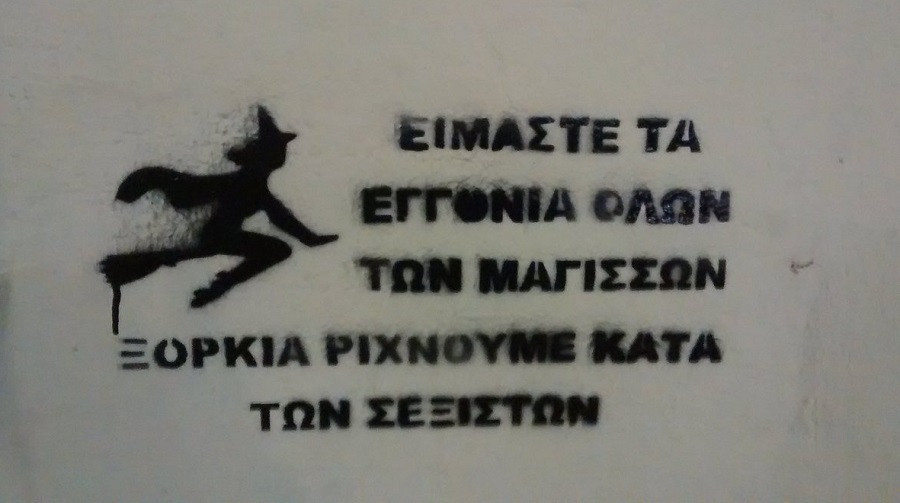 ΕΙΜΑΣΤΕ ΤΑ
ΕΓΓΟΝΙΑ ΟΛΩΝ
ΤΩΝ ΜΑΓΙΣΣΩΝ
ΞΟΡΚΙΑ ΡΙΧΝΟΥΜΕ ΚΑΤΑ
ΤΩΝ ΣΕΞΙΣΤΩΝ